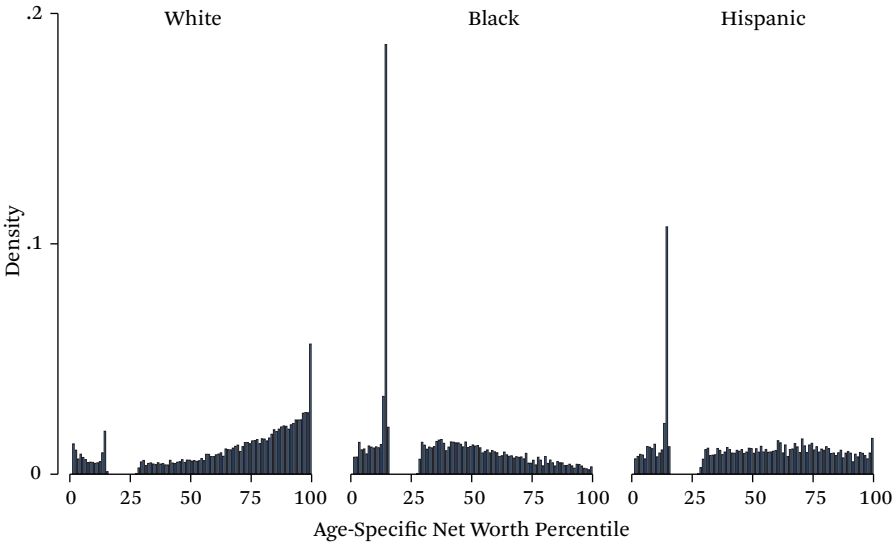 .2
White
Black
Hispanic
Density
.1
0
0 25 50 75 100
0 25 50 75 100
0 25 50 75 100
Age-Specific Net Worth Percentile